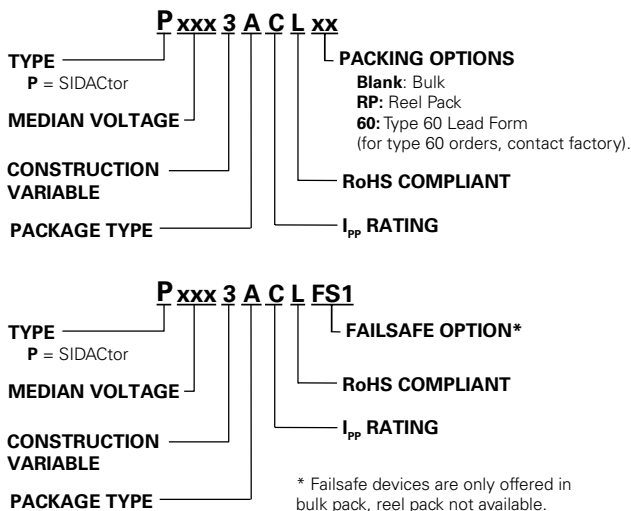 P xxx 3 A C L xx
TYPE
P = SIDACtor
MEDIAN VOLTAGE
CONSTRUCTION
VARIABLE
PACKAGE TYPE
PACKING OPTIONS
Blank: Bulk
RP: Reel Pack
60: Type 60 Lead Form
(for type 60 orders, contact factory).
RoHS COMPLIANT
IPP RATING
P xxx 3 A C L FS1
TYPE
P = SIDACtor
MEDIAN VOLTAGE
CONSTRUCTION
VARIABLE
PACKAGE TYPE
FAILSAFE OPTION*
RoHS COMPLIANT
IPP RATING
* Failsafe devices are only offered in
bulk pack, reel pack not available.